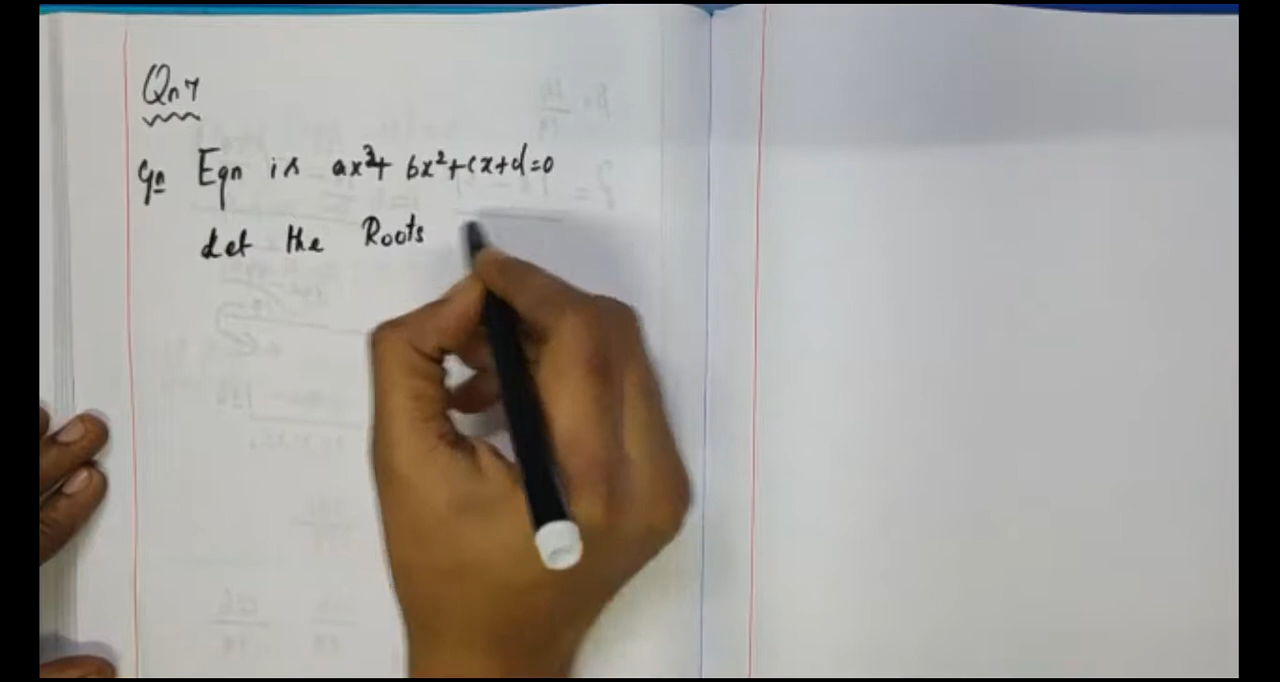 Qn 7
Gn Eqn is ax³+ bx²+cx+d=0
Let the Roots